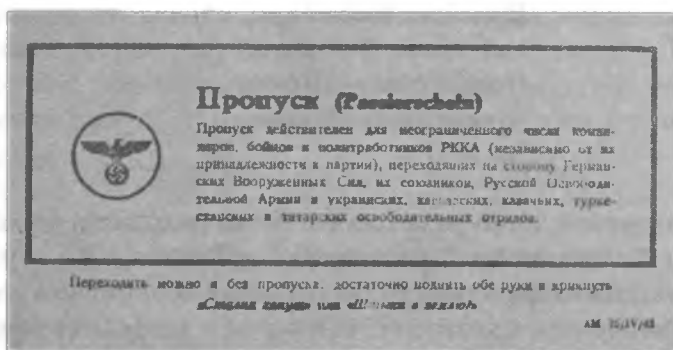 Пропуск (Passierschein)
Пропуск действителен для неограниченного числа коман-
диров, бойцов и политработников РККА (независимо от их
принадлежности к партии), переходящих на сторону Герман-
ских Вооруженных Сил, их союзников, Русской Освободи-
тельной Армии и украинских, кавказских, казачьих, турке-
станских и татарских освободительных отрядов.
Переходить можно и без пропуска: достаточно поднять обе руки и крикнуть
«Сталин капут» или «Штыки в землю»